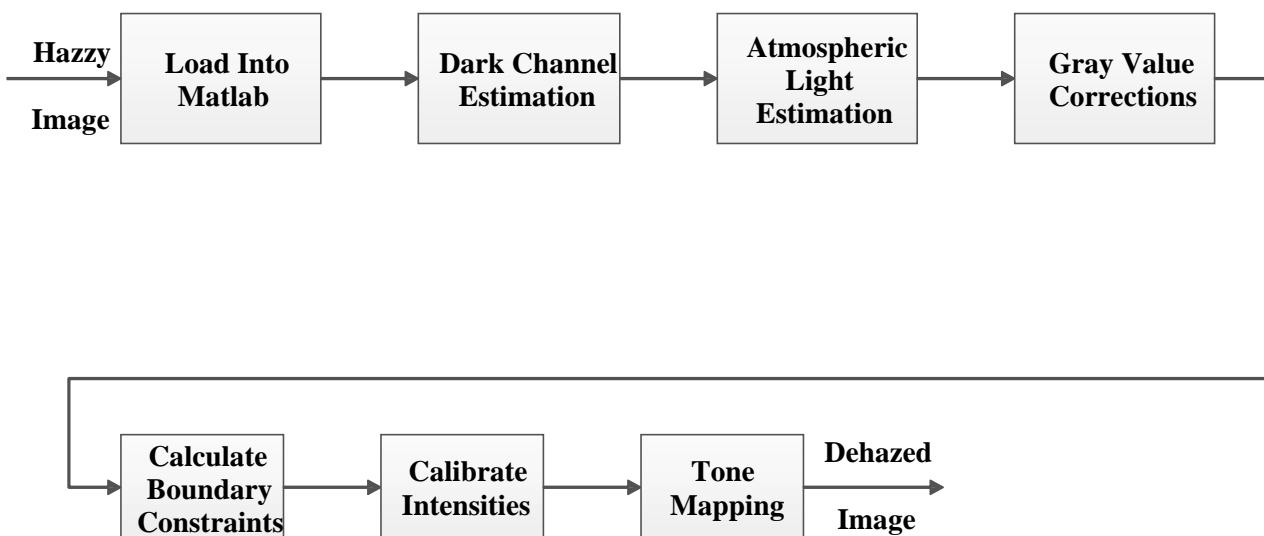 Hazzy
Image
Load Into
Matlab
Dark Channel
Estimation
Atmospheric
Light
Estimation
Gray Value
Corrections
Calculate
Boundary
Constraints
Calibrate
Intensities
Tone
Mapping
Dehazed
Image